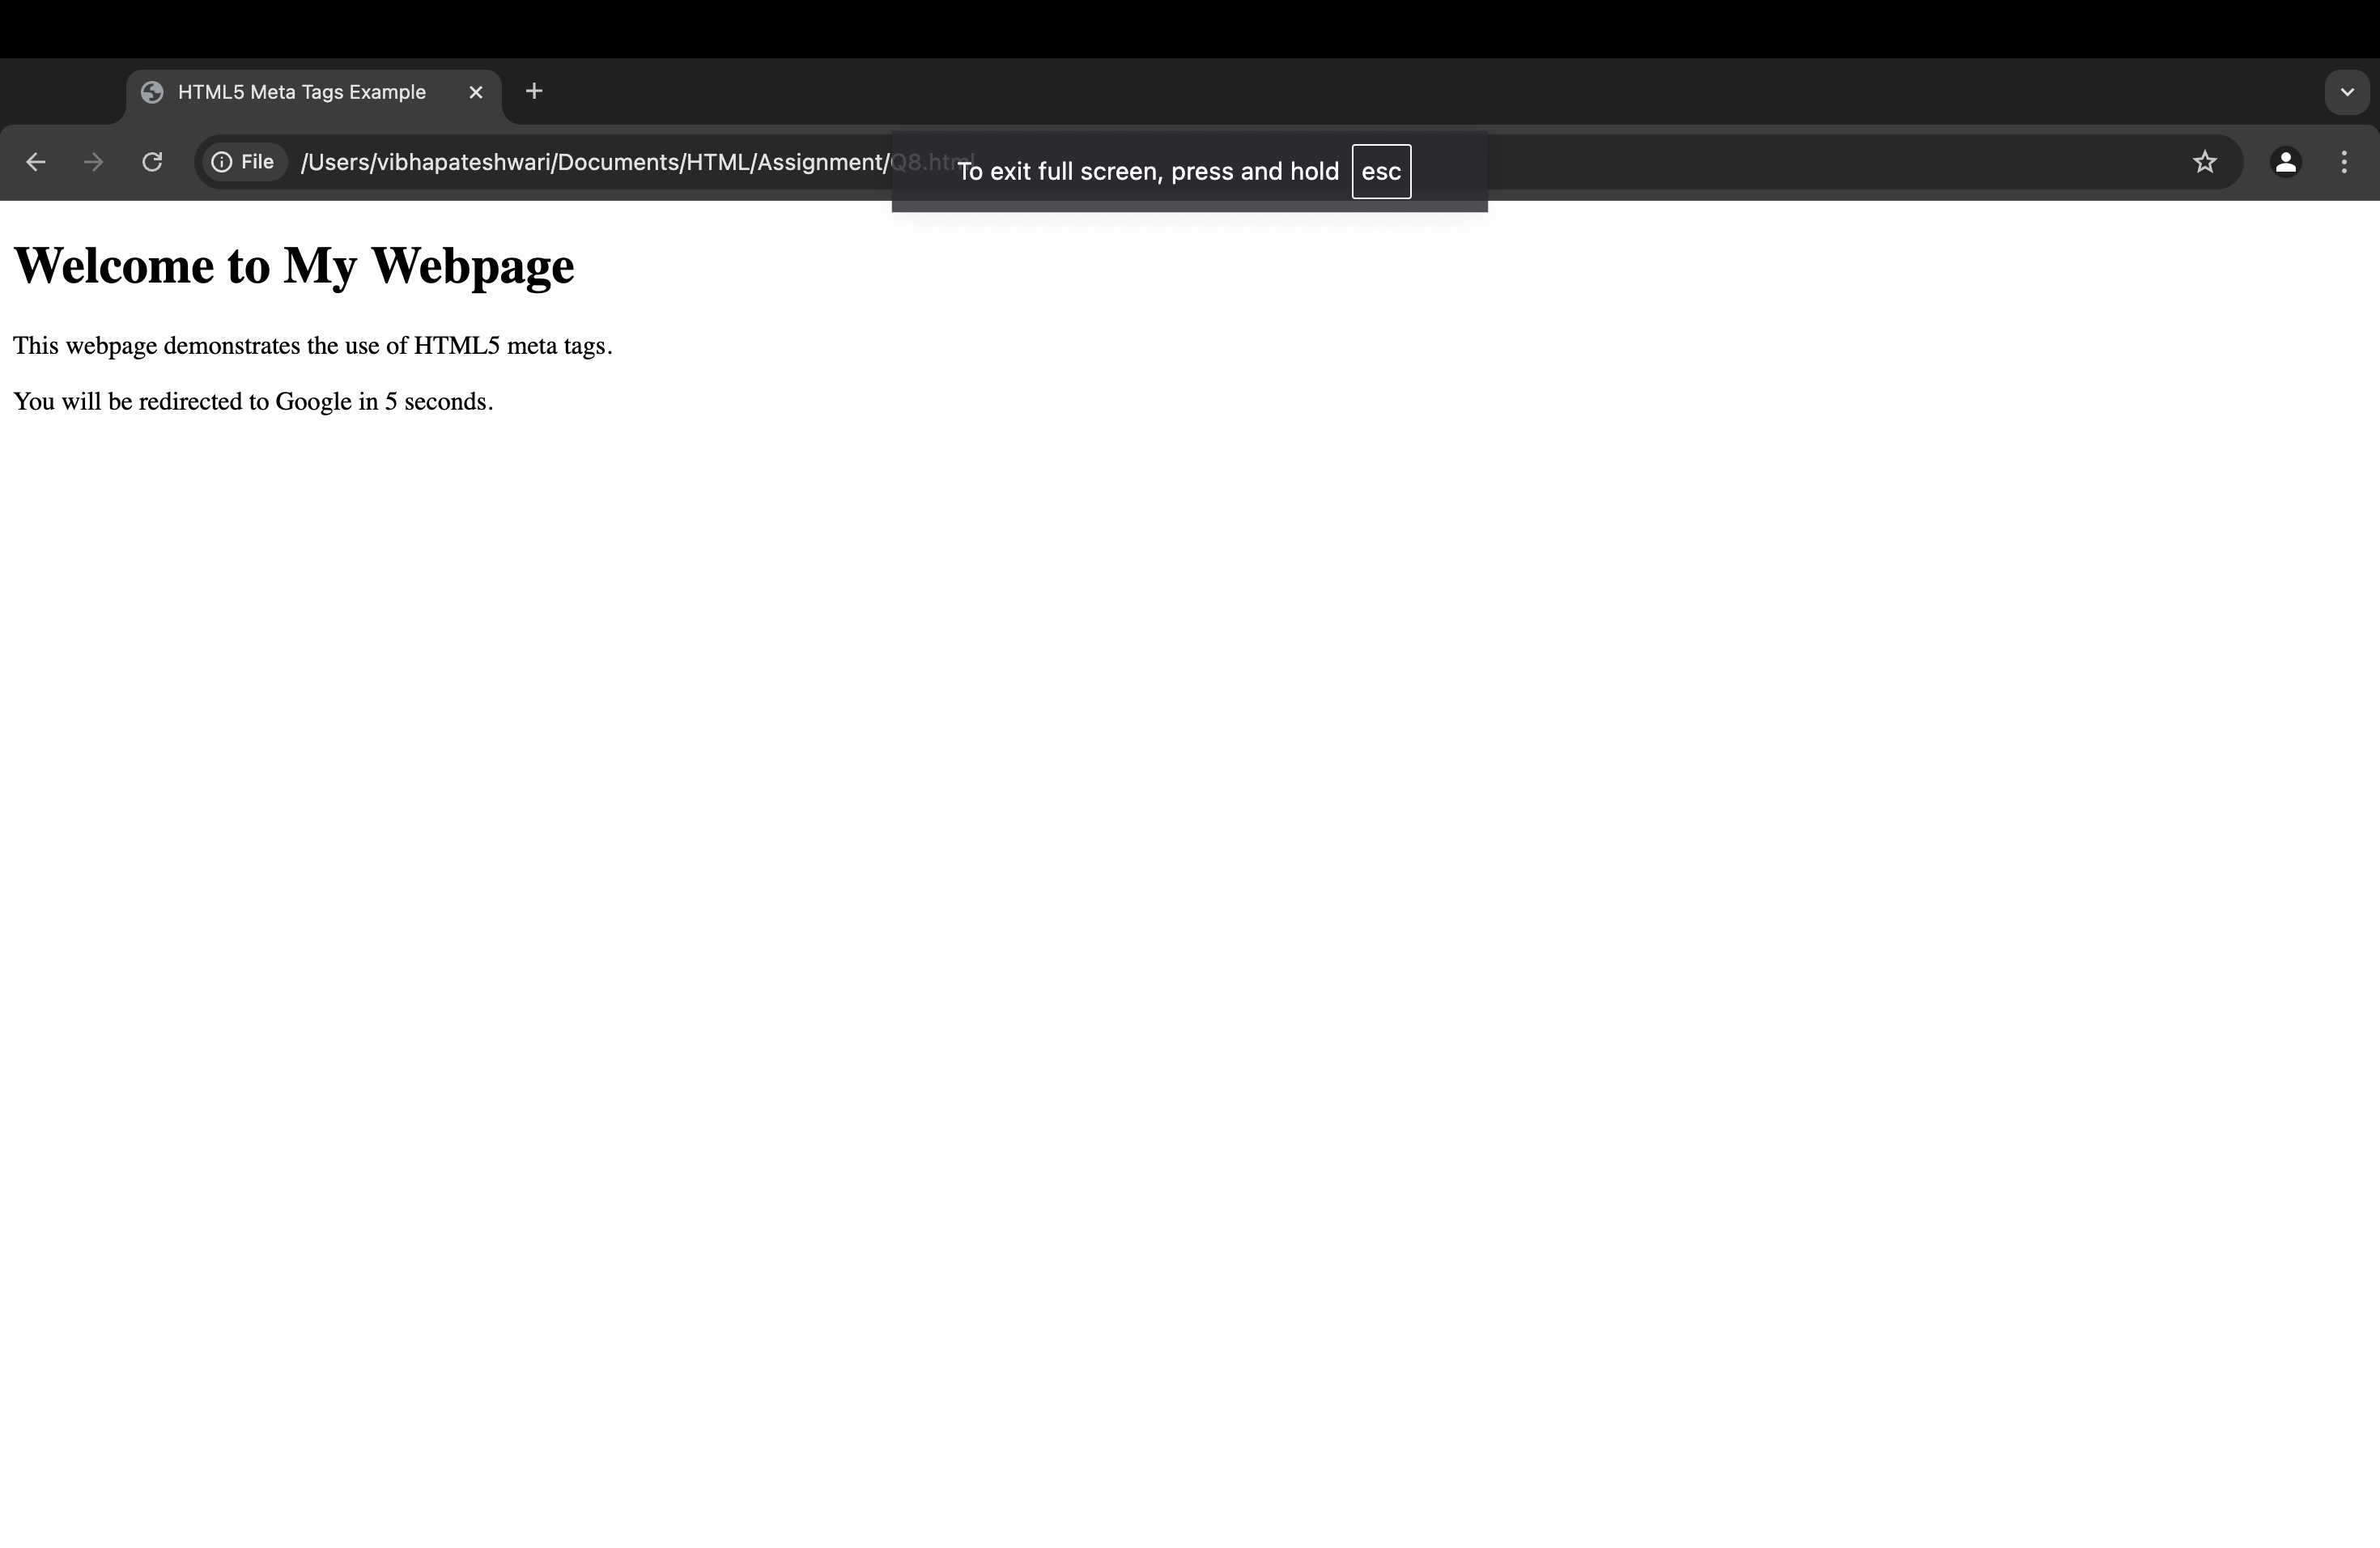 HTML5 Meta Tags Example
File /Users/vibhapateshwari/Documents/HTML/Assignment/Q8.html
To exit full screen, press and hold esc
Welcome to My Webpage
This webpage demonstrates the use of HTML5 meta tags.
You will be redirected to Google in 5 seconds.